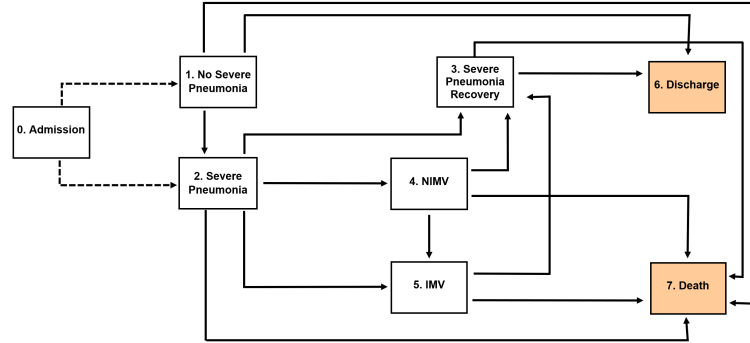 0. Admission
1. No Severe
Pneumonia
2. Severe
Pneumonia
3. Severe
Pneumonia
Recovery
4. NIMV
5. IMV
6. Discharge
7. Death